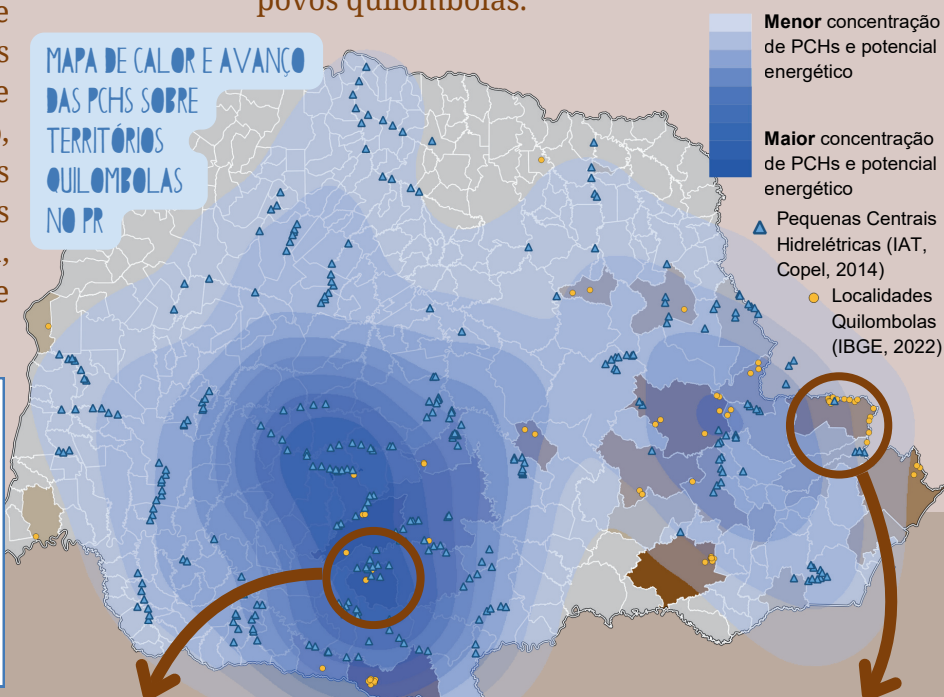 povos quilombolas.
e
s
e
,
s
s
,
e
MAPA DE CALOR E AVANÇO
DAS PCHS SOBRE
TERRITÓRIOS
QUILOMBOLAS
NO PR
Menor concentração
de PCHs e potencial
energético
Maior concentração
de PCHs e potencial
energético
Pequenas Centrais
Hidrelétricas (IAT,
Copel, 2014)
Localidades
Quilombolas
(IBGE, 2022)